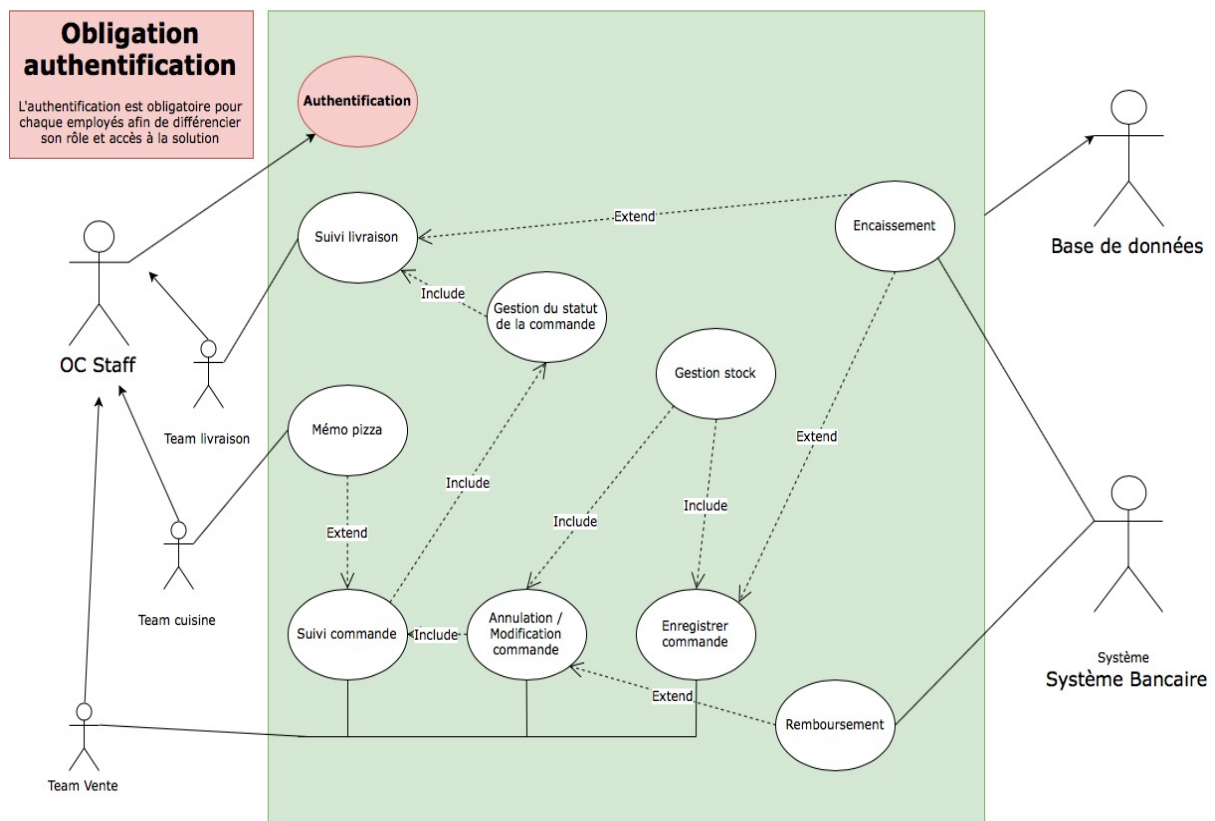 Obligation
authentification
L'authentification est obligatoire pour
chaque employés afin de différencier
son rôle et accès à la solution
Authentification
Suivi livraison
Extend
Encaissement
Base de données
Include
Gestion du statut
de la commande
OC Staff
Gestion stock
Team livraison
Mémo pizza
Extend
Include
Include
Include
Extend
Team cuisine
Suivi commande
Include
Annulation /
Modification
commande
Enregistrer
commande
Système
Système Bancaire
Extend
Remboursement
Team Vente